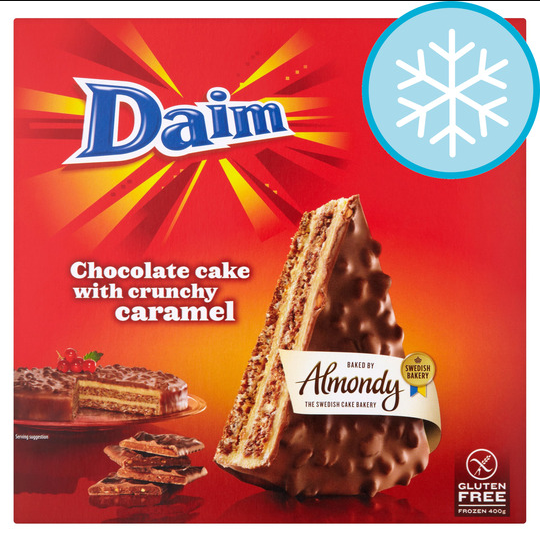 Daim
Chocolate cake
with crunchy
caramel
BAKED BY
Almondy
THE SWEDISH CAKE BAKERY
SWEDISH
BAKERY
Serving suggestion
GLUTEN
FREE
FROZEN 400g